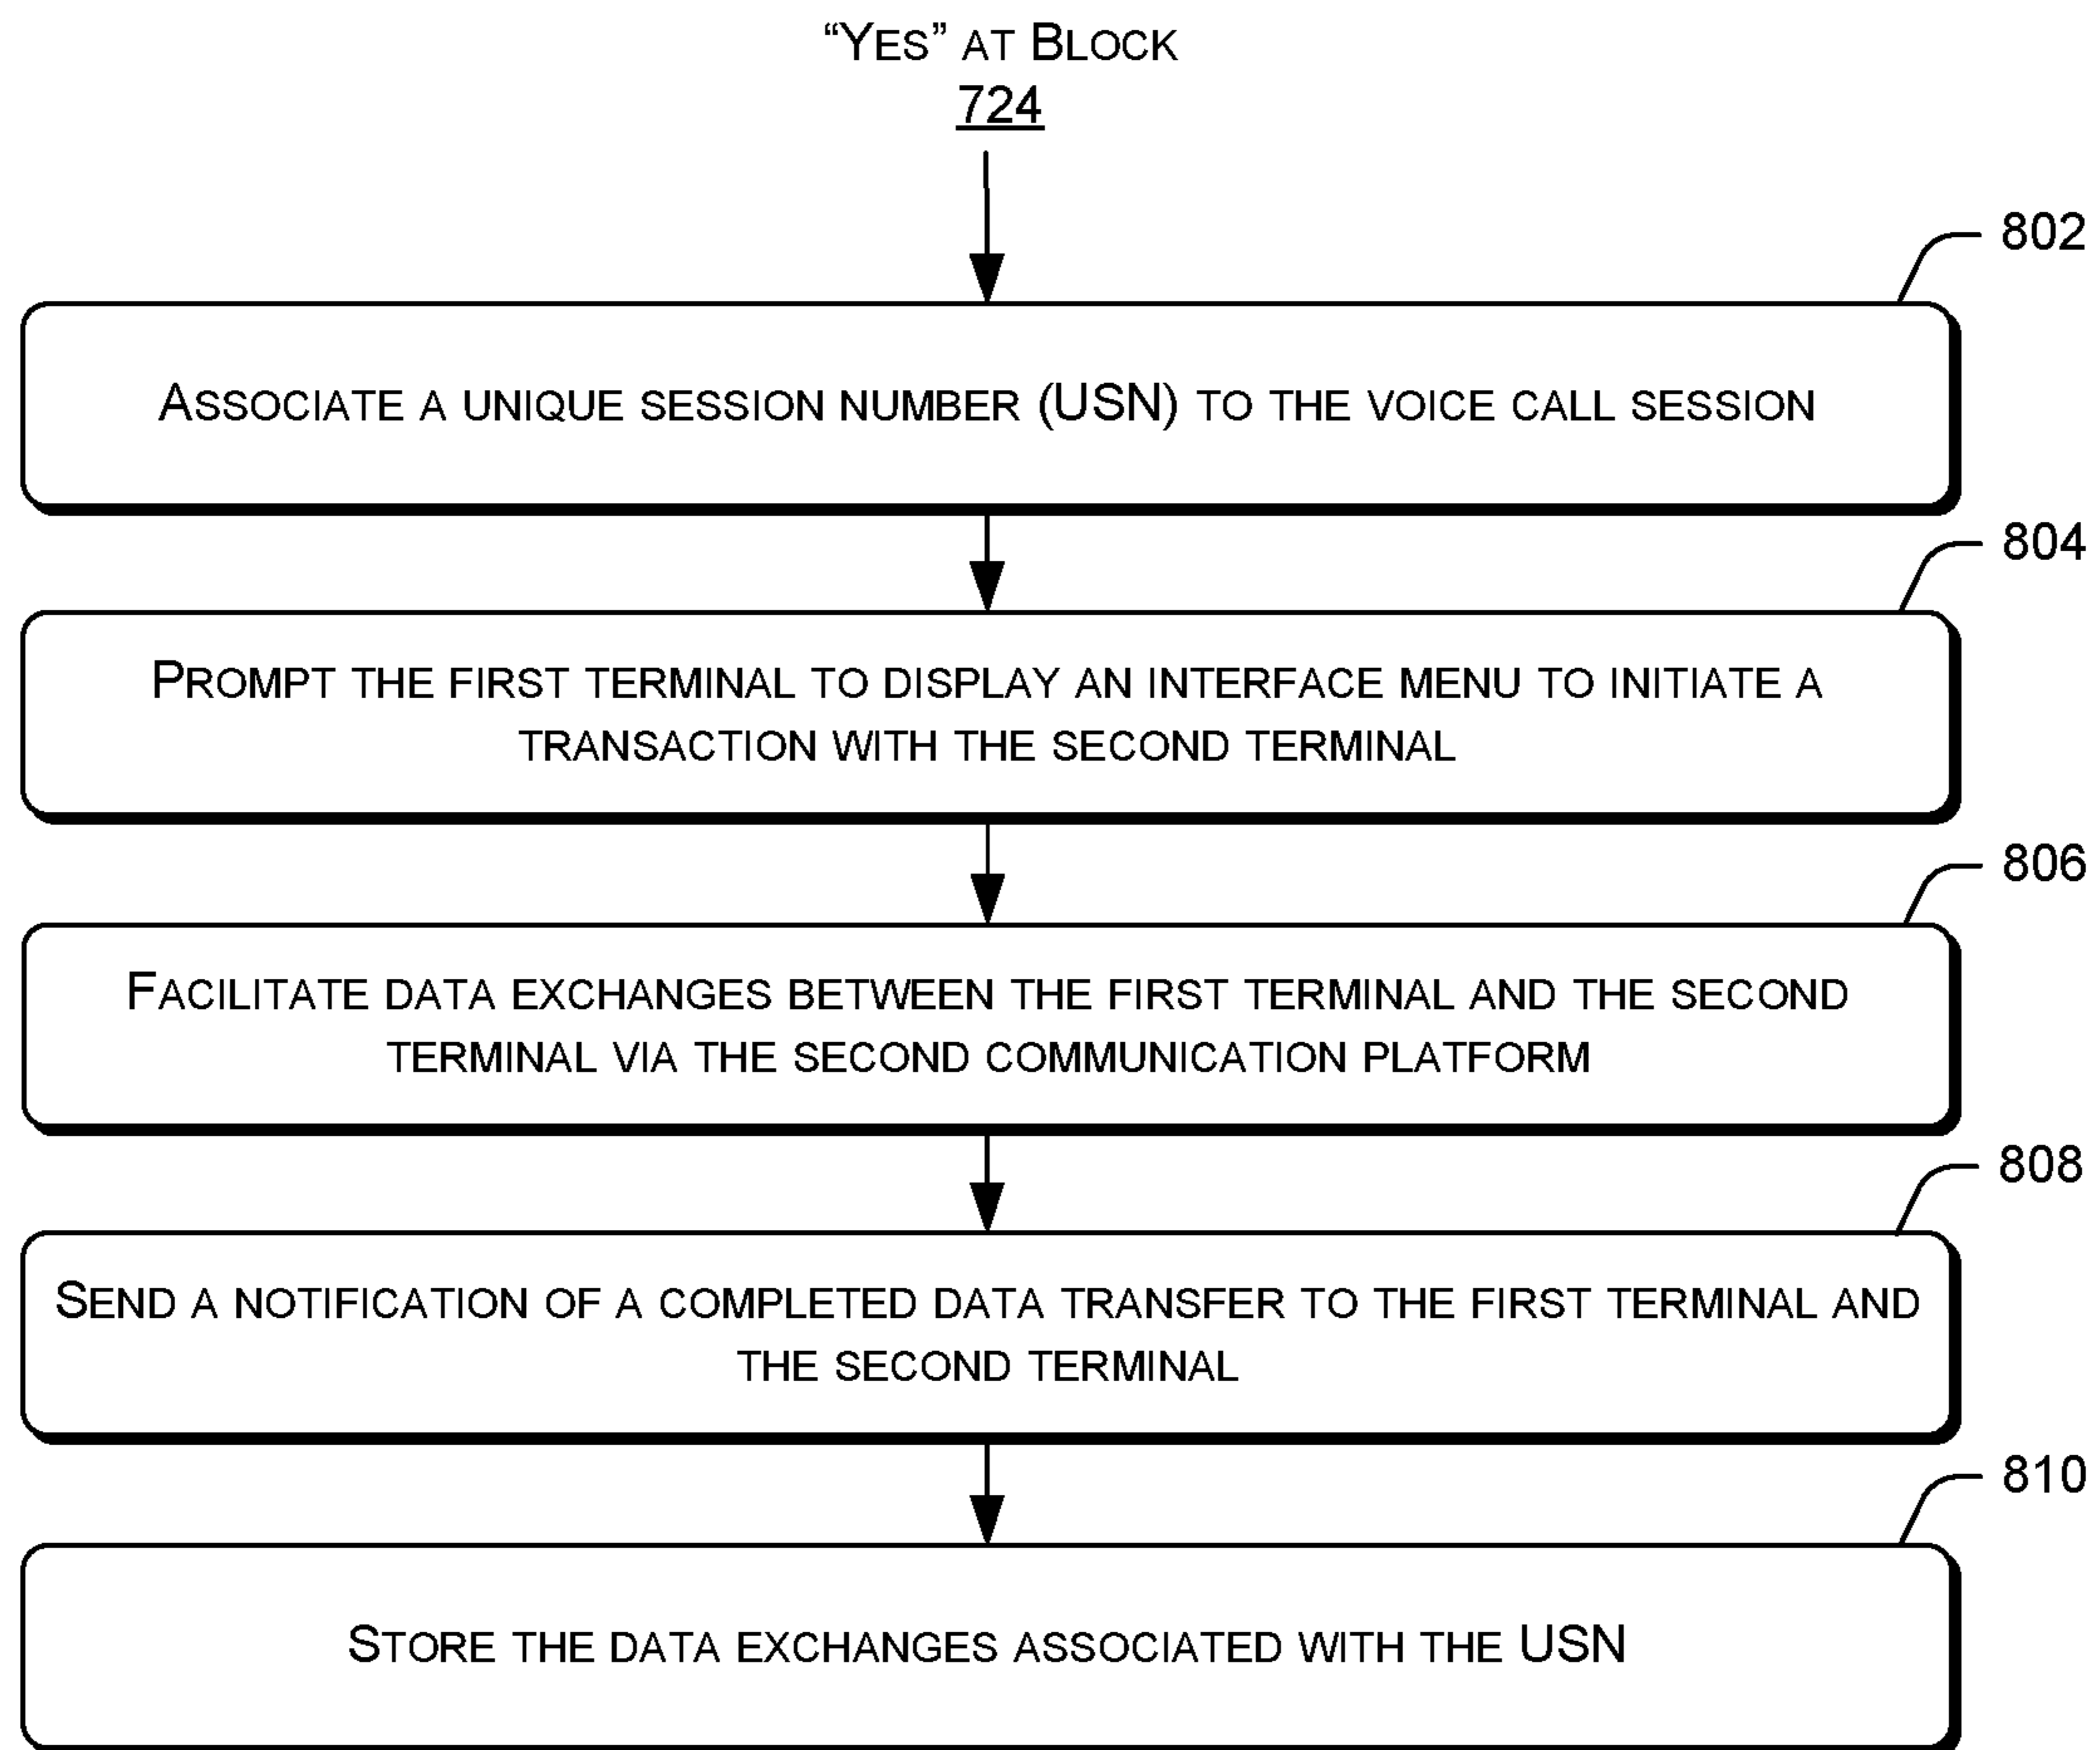 “YES” AT BLOCK
724
802
ASSOCIATE A UNIQUE SESSION NUMBER (USN) TO THE VOICE CALL SESSION
804
PROMPT THE FIRST TERMINAL TO DISPLAY AN INTERFACE MENU TO INITIATE A
TRANSACTION WITH THE SECOND TERMINAL
806
FACILITATE DATA EXCHANGES BETWEEN THE FIRST TERMINAL AND THE SECOND
TERMINAL VIA THE SECOND COMMUNICATION PLATFORM
808
SEND A NOTIFICATION OF A COMPLETED DATA TRANSFER TO THE FIRST TERMINAL AND
THE SECOND TERMINAL
810
STORE THE DATA EXCHANGES ASSOCIATED WITH THE USN